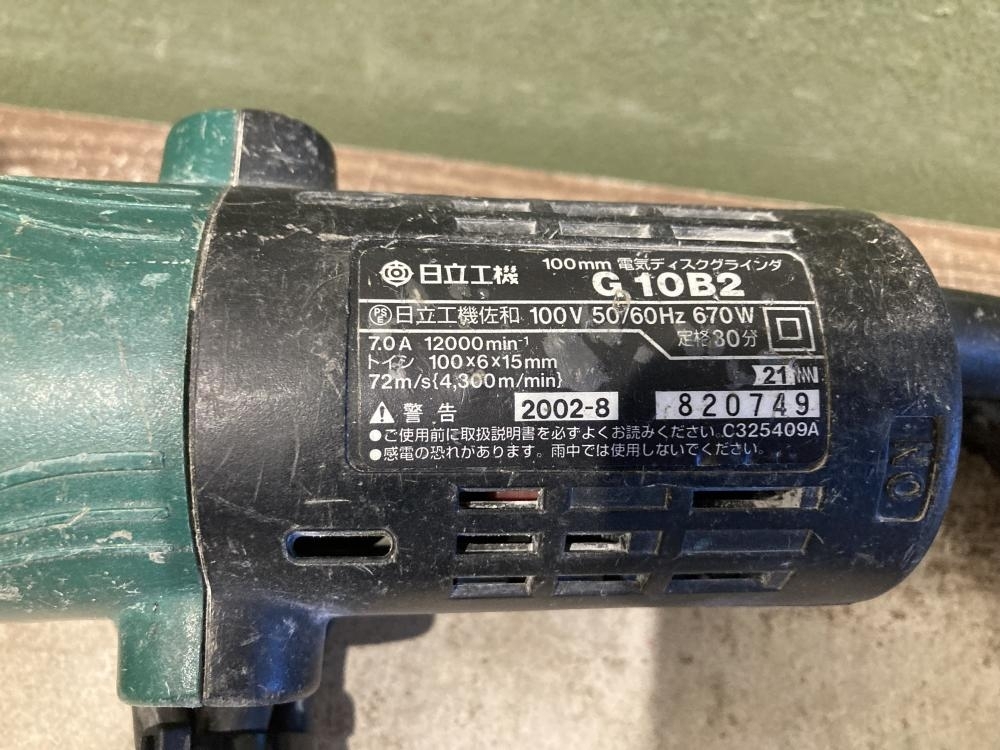 日立工機 100mm 電気ディスクグラインダ
G 10B2
PSE 日立工機佐和 100V 50/60Hz 670W
7.0A 12000min⁻¹ 定格30分
トイシ 100×6×15mm
72m/s{4,300m/min} 21
警告 2002-8 820749
●ご使用前に取扱説明書を必ずよくお読みください。C325409A
●感電の恐れがあります。雨中では使用しないでください。
NO